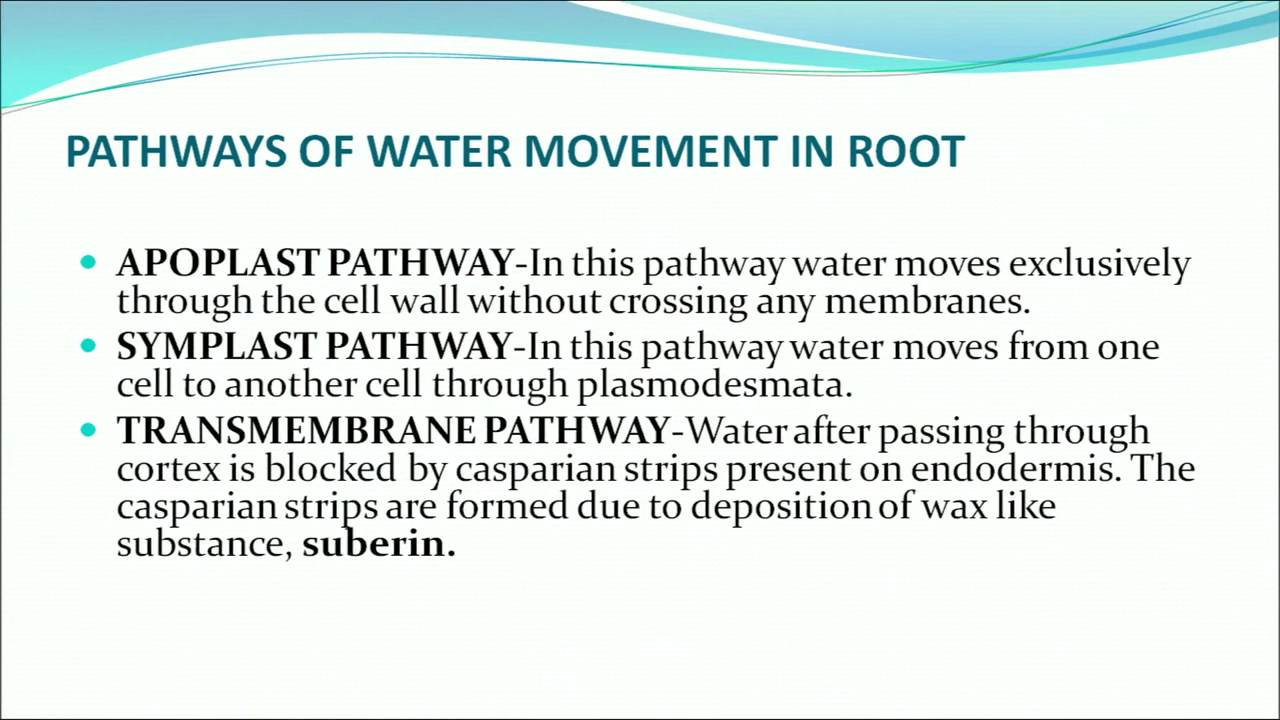 PATHWAYS OF WATER MOVEMENT IN ROOT
• APOPLAST PATHWAY-In this pathway water moves exclusively
through the cell wall without crossing any membranes.
• SYMPLAST PATHWAY-In this pathway water moves from one
cell to another cell through plasmodesmata.
• TRANSMEMBRANE PATHWAY-Water after passing through
cortex is blocked by casparian strips present on endodermis. The
casparian strips are formed due to deposition of wax like
substance, suberin.